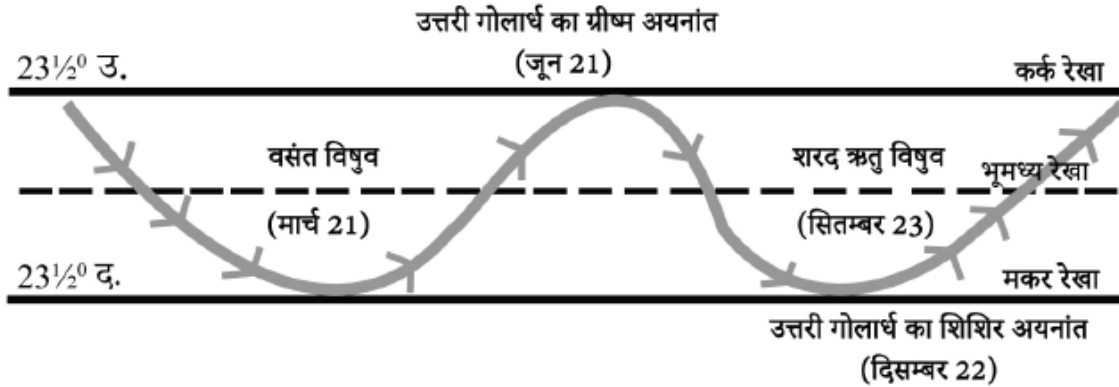 उत्तरी गोलार्ध का ग्रीष्म अयनांत
(जून 21)
23½⁰ उ.
कर्क रेखा
वसंत विषुव
शरद ऋतु विषुव
भूमध्य रेखा
(मार्च 21)
(सितम्बर 23)
23½⁰ द.
मकर रेखा
उत्तरी गोलार्ध का शिशिर अयनांत
(दिसम्बर 22)